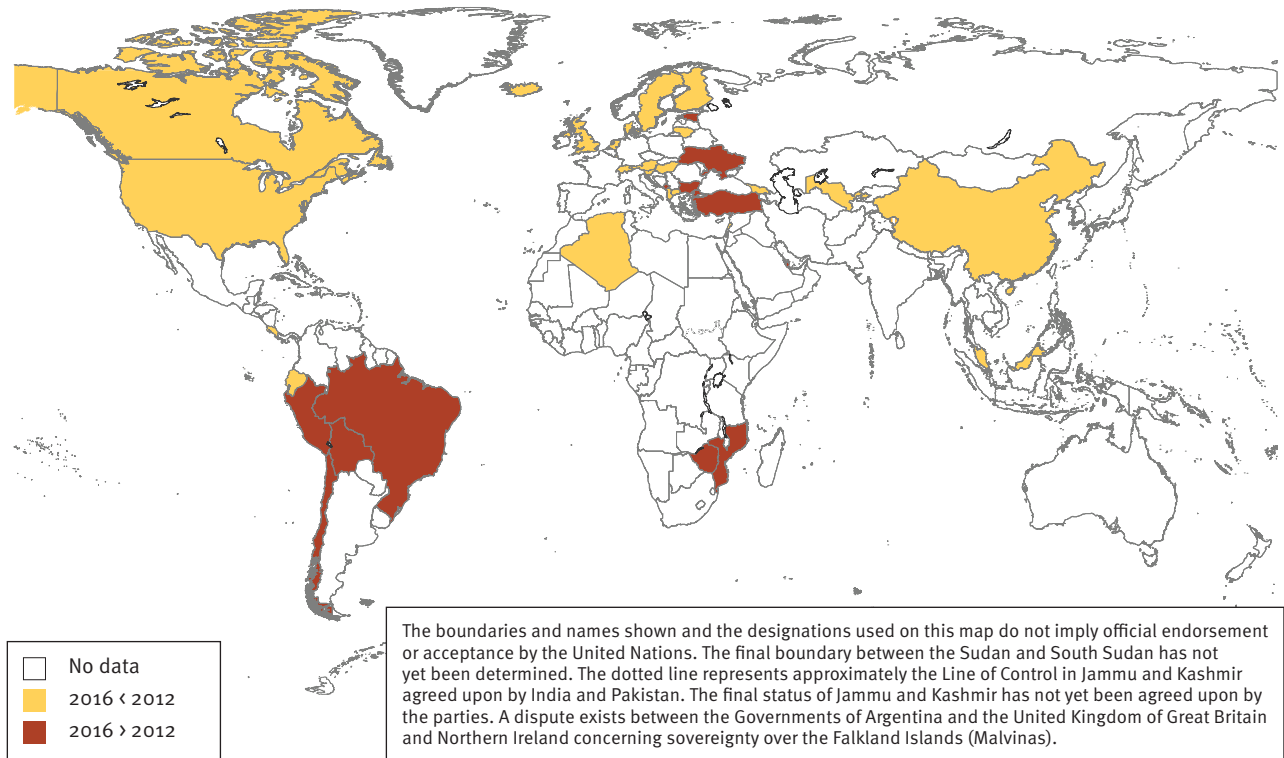 No data
2016 < 2012
2016 > 2012
The boundaries and names shown and the designations used on this map do not imply official endorsement
or acceptance by the United Nations. The final boundary between the Sudan and South Sudan has not
yet been determined. The dotted line represents approximately the Line of Control in Jammu and Kashmir
agreed upon by India and Pakistan. The final status of Jammu and Kashmir has not yet been agreed upon by
the parties. A dispute exists between the Governments of Argentina and the United Kingdom of Great Britain
and Northern Ireland concerning sovereignty over the Falkland Islands (Malvinas).